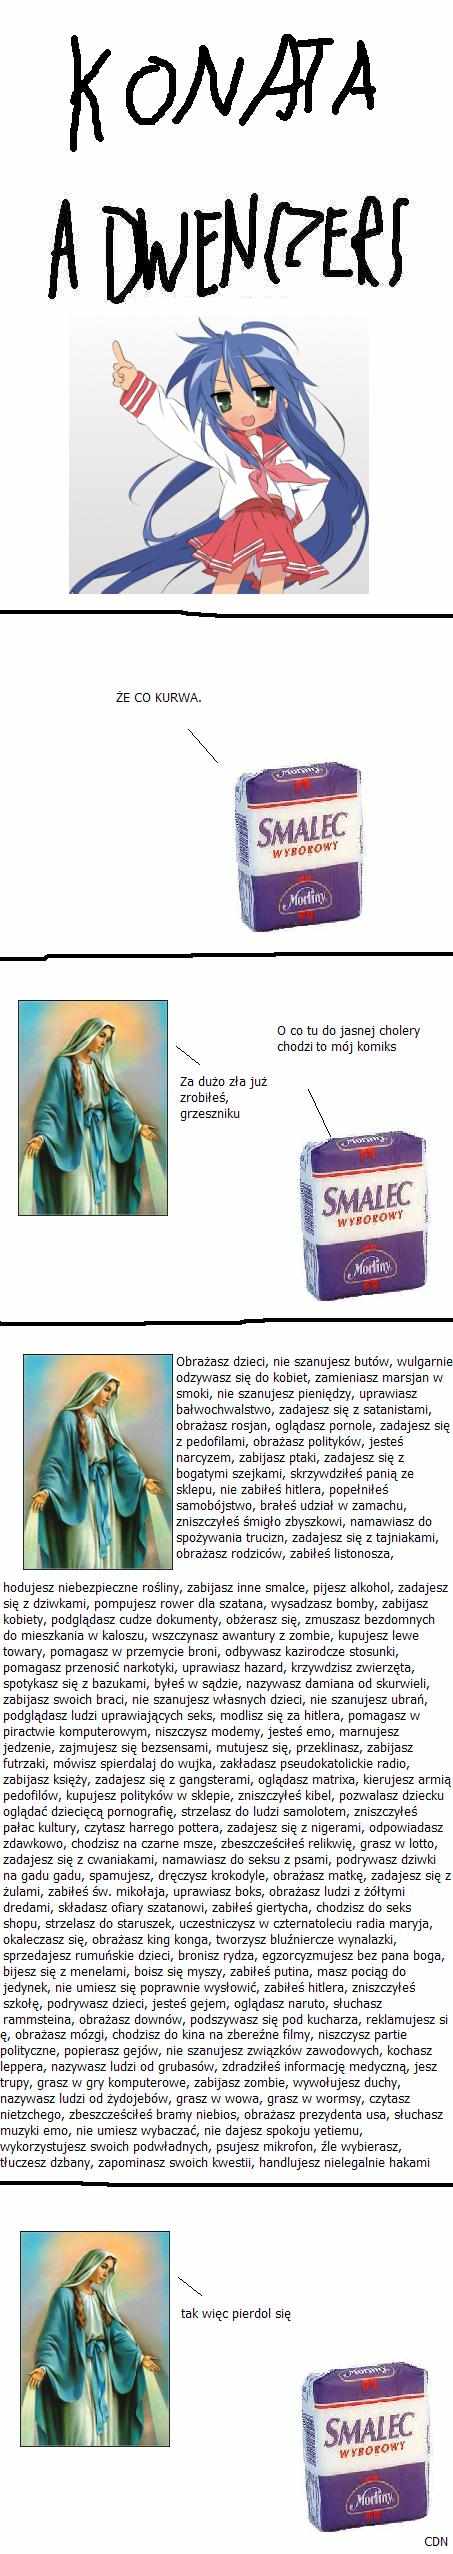 KONATA
A DWENCZERS
ŻE CO KURWA.
Morliny
SMALEC
WYBOROWY
Morliny
O co tu do jasnej cholery
chodzi to mój komiks
Za dużo zła już
zrobiłeś,
grzeszniku
Morliny
SMALEC
WYBOROWY
Morliny
Obrażasz dzieci, nie szanujesz butów, wulgarnie
odzywasz się do kobiet, zamieniasz marsjan w
smoki, nie szanujesz pieniędzy, uprawiasz
bałwochwalstwo, zadajesz się z satanistami,
obrażasz rosjan, oglądasz pornole, zadajesz się
z pedofilami, obrażasz polityków, jesteś
narcyzem, zabijasz ptaki, zadajesz się z
bogatymi szejkami, skrzywdziłeś panią ze
sklepu, nie zabiłeś hitlera, popełniłeś
samobójstwo, brałeś udział w zamachu,
zniszczyłeś śmigło zbyszkowi, namawiasz do
spożywania trucizn, zadajesz się z tajniakami,
obrażasz rodziców, zabiłeś listonosza,
hodujesz niebezpieczne rośliny, zabijasz inne smalce, pijesz alkohol, zadajesz
się z dziwkami, pompujesz rower dla szatana, wysadzasz bomby, zabijasz
kobiety, podglądasz cudze dokumenty, obżerasz się, zmuszasz bezdomnych
do mieszkania w kaloszu, wszczynasz awantury z zombie, kupujesz lewe
towary, pomagasz w przemycie broni, odbywasz kazirodcze stosunki,
pomagasz przenosić narkotyki, uprawiasz hazard, krzywdzisz zwierzęta,
spotykasz się z bazukami, byłeś w sądzie, nazywasz damiana od skurwieli,
zabijasz swoich braci, nie szanujesz własnych dzieci, nie szanujesz ubrań,
podglądasz ludzi uprawiających seks, modlisz się za hitlera, pomagasz w
piractwie komputerowym, niszczysz modemy, jesteś emo, marnujesz
jedzenie, zajmujesz się bezsensami, mutujesz się, przeklinasz, zabijasz
futrzaki, mówisz spierdalaj do wujka, zakładasz pseudokatolickie radio,
zabijasz księży, zadajesz się z gangsterami, oglądasz matrixa, kierujesz armią
pedofilów, kupujesz polityków w sklepie, zniszczyłeś kibel, pozwalasz dziecku
oglądać dziecięcą pornografię, strzelasz do ludzi samolotem, zniszczyłeś
pałac kultury, czytasz harrego pottera, zadajesz się z nigerami, odpowiadasz
zdawkowo, chodzisz na czarne msze, zbeszcześciłeś relikwię, grasz w lotto,
zadajesz się z cwaniakami, namawiasz do seksu z psami, podrywasz dziwki
na gadu gadu, spamujesz, dręczysz krokodyle, obrażasz matkę, zadajesz się z
żulami, zabiłeś św. mikołaja, uprawiasz boks, obrażasz ludzi z żółtymi
dredami, składasz ofiary szatanowi, zabiłeś giertycha, chodzisz do seks
shopu, strzelasz do staruszek, uczestniczysz w czternatoleciu radia maryja,
okaleczasz się, obrażasz king konga, tworzysz bluźniercze wynalazki,
sprzedajesz rumuńskie dzieci, bronisz rydza, egzorcyzmujesz bez pana boga,
bijesz się z menelami, boisz się myszy, zabiłeś putina, masz pociąg do
jedynek, nie umiesz się poprawnie wysłowić, zabiłeś hitlera, zniszczyłeś
szkołę, podrywasz dzieci, jesteś gejem, oglądasz naruto, słuchasz
rammsteina, obrażasz downów, podszywasz się pod kucharza, reklamujesz si
ę, obrażasz mózgi, chodzisz do kina na zbereźne filmy, niszczysz partie
polityczne, popierasz gejów, nie szanujesz związków zawodowych, kochasz
leppera, nazywasz ludzi od grubasów, zdradziłeś informację medyczną, jesz
trupy, grasz w gry komputerowe, zabijasz zombie, wywołujesz duchy,
nazywasz ludzi od żydojebów, grasz w wowa, grasz w wormsy, czytasz
nietzchego, zbeszcześciłeś bramy niebios, obrażasz prezydenta usa, słuchasz
muzyki emo, nie umiesz wybaczać, nie dajesz spokoju yetiemu,
wykorzystujesz swoich podwładnych, psujesz mikrofon, źle wybierasz,
tłuczesz dzbany, zapominasz swoich kwestii, handlujesz nielegalnie hakami
tak więc pierdol się
Morliny
SMALEC
WYBOROWY
Morliny
CDN